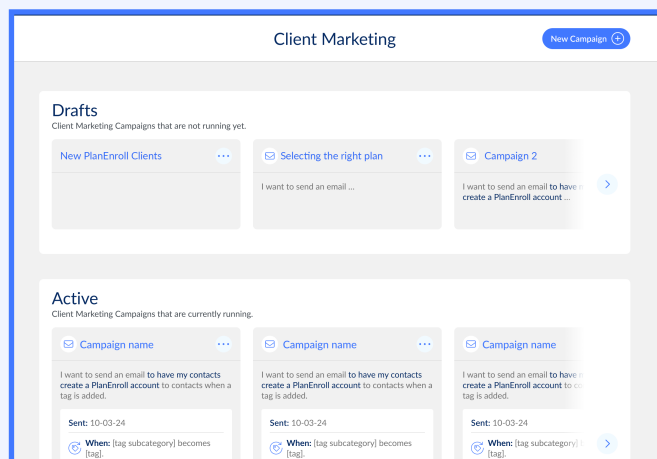 Client Marketing
New Campaign
Drafts
Client Marketing Campaigns that are not running yet.
New PlanEnroll Clients
Selecting the right plan
I want to send an email ...
Campaign 2
I want to send an email to have
create a PlanEnroll account ...
Active
Client Marketing Campaigns that are currently running.
Campaign name
I want to send an email to have my contacts
create a PlanEnroll account to contacts when a
tag is added.
Sent: 10-03-24
When: [tag subcategory] becomes
[tag].
Campaign name
I want to send an email to have my contacts
create a PlanEnroll account to contacts when a
tag is added.
Sent: 10-03-24
When: [tag subcategory] becomes
[tag].
Campaign name
I want to send an email to have
create a PlanEnroll account to
tag is added.
Sent: 10-03-24
When: [tag subcategory]
[tag].